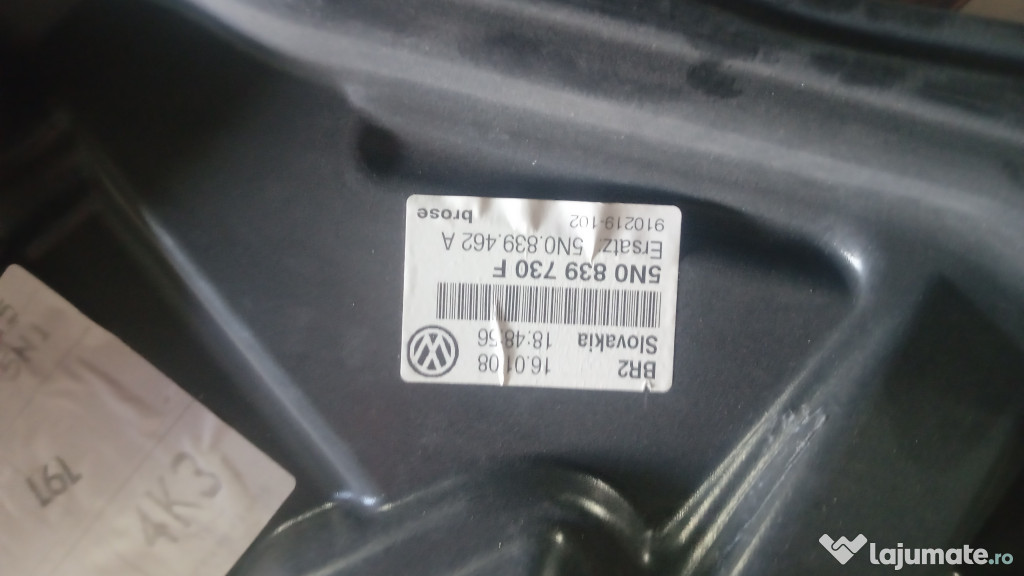 BR2 16.01.08
Slovakia 18:48:56
5N0 839 730 F
Ersatz 5N0.839.462 A
910219-102 brose
AK3
lajumate.ro